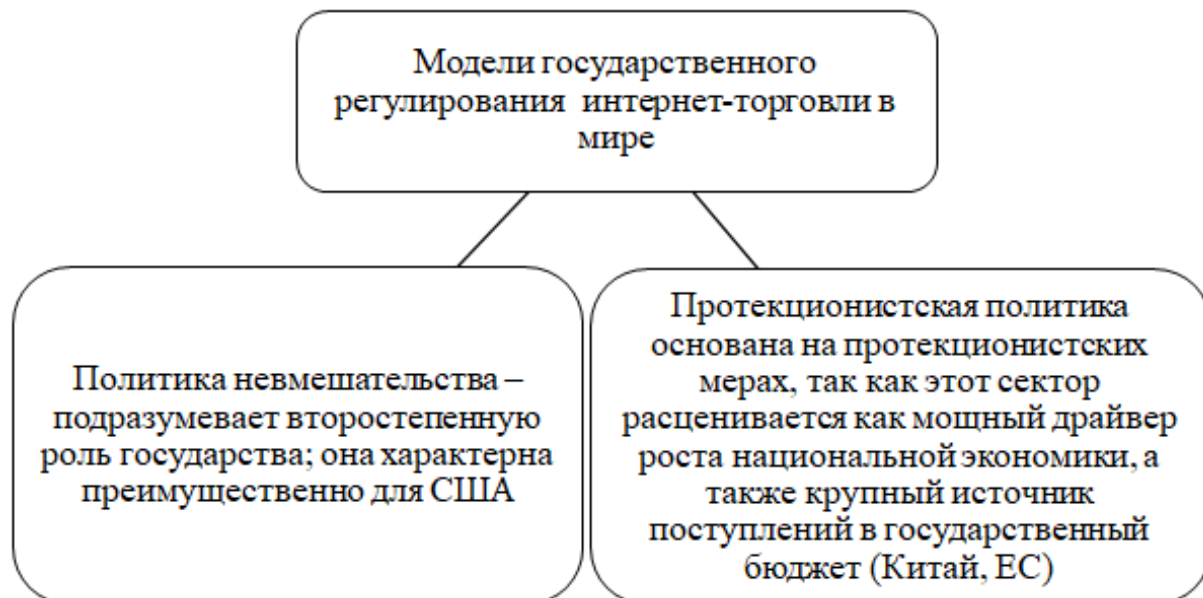 Модели государственного
регулирования интернет-торговли в
мире
Политика невмешательства –
подразумевает второстепенную
роль государства; она характерна
преимущественно для США
Протекционистская политика
основана на протекционистских
мерах, так как этот сектор
расценивается как мощный драйвер
роста национальной экономики, а
также крупный источник
поступлений в государственный
бюджет (Китай, ЕС)